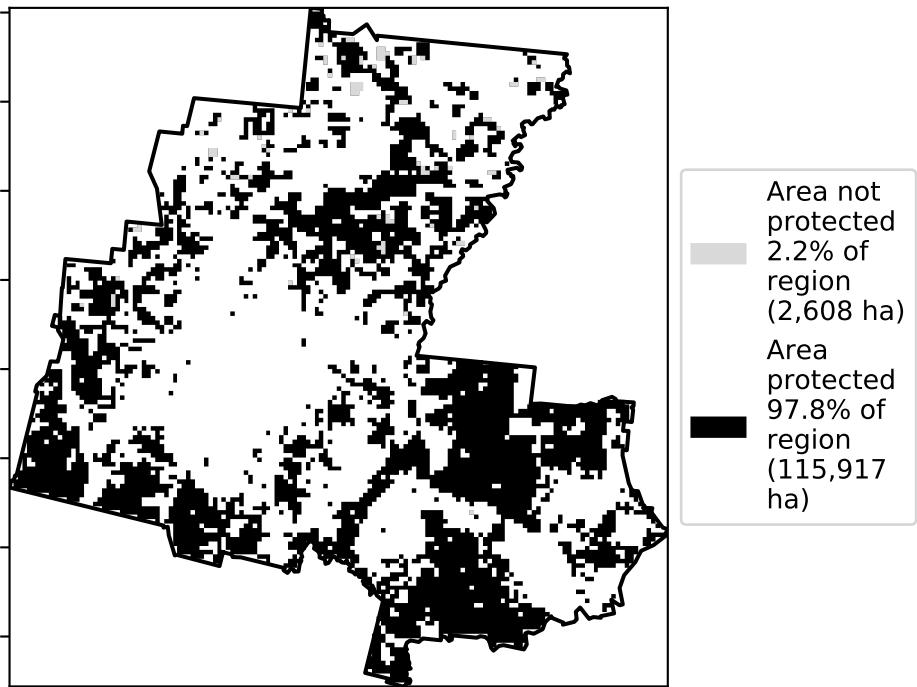 Area not
protected
2.2% of
region
(2,608 ha)
Area
protected
97.8% of
region
(115,917
ha)